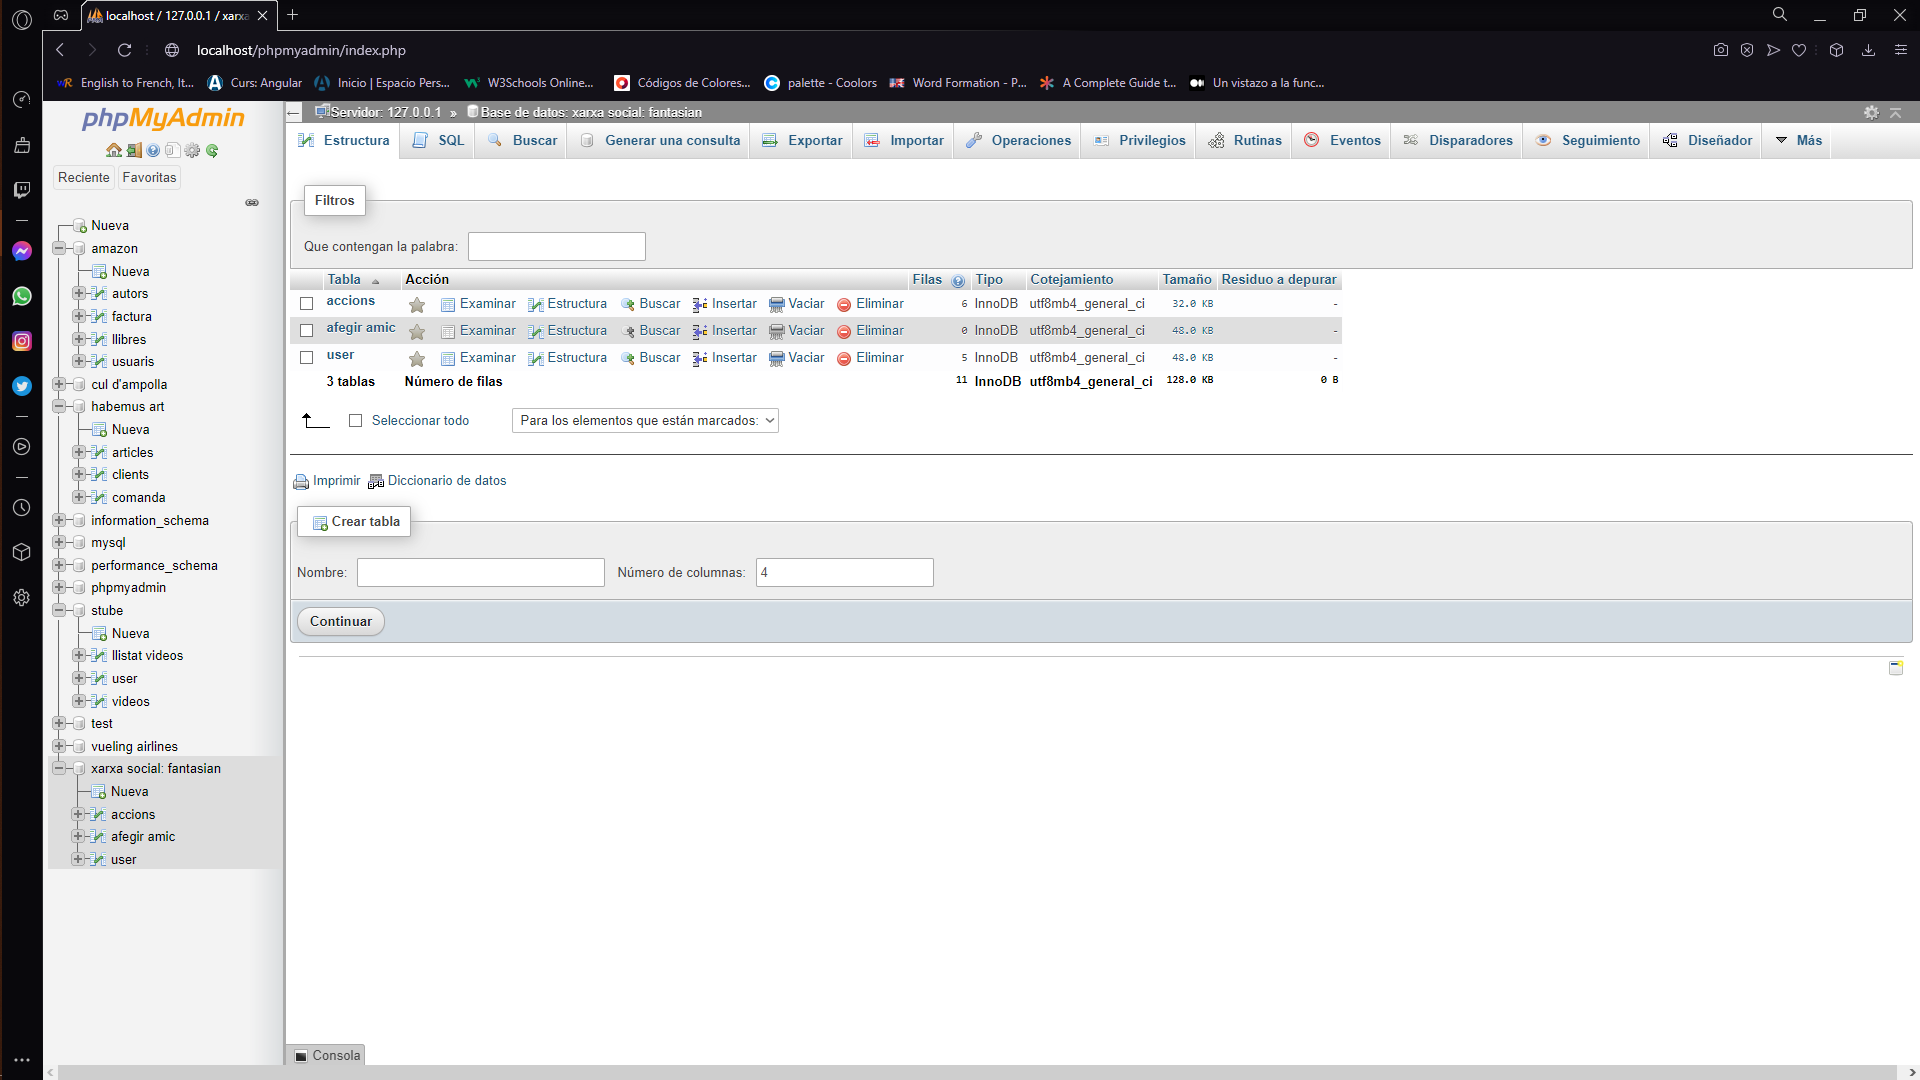 localhost / 127.0.0.1 / xarx
localhost/phpmyadmin/index.php
English to French, It...
Curs: Angular
Inicio | Espacio Pers...
W3Schools Online...
Códigos de Colores...
palette - Coolors
Word Formation - P...
A Complete Guide t...
Un vistazo a la func...
phpMyAdmin
Reciente Favoritas
Nueva
amazon
Nueva
autors
factura
llibres
usuaris
cul d'ampolla
habemus art
Nueva
articles
clients
comanda
information_schema
mysql
performance_schema
phpmyadmin
stube
Nueva
llistat videos
user
videos
test
vueling airlines
xarxa social: fantasian
Nueva
accions
afegir amic
user
Servidor: 127.0.0.1 » Base de datos: xarxa social: fantasian
Estructura SQL Buscar Generar una consulta Exportar Importar Operaciones Privilegios Rutinas Eventos Disparadores Seguimiento Diseñador Más
Filtros
Que contengan la palabra:
Tabla Acción Filas Tipo Cotejamiento Tamaño Residuo a depurar
accions Examinar Estructura Buscar Insertar Vaciar Eliminar 6 InnoDB utf8mb4_general_ci 32.0 KB -
afegir amic Examinar Estructura Buscar Insertar Vaciar Eliminar 0 InnoDB utf8mb4_general_ci 48.0 KB -
user Examinar Estructura Buscar Insertar Vaciar Eliminar 5 InnoDB utf8mb4_general_ci 48.0 KB -
3 tablas Número de filas 11 InnoDB utf8mb4_general_ci 128.0 KB 0 B
Seleccionar todo Para los elementos que están marcados:
Imprimir Diccionario de datos
Crear tabla
Nombre: Número de columnas: 4
Continuar
Consola